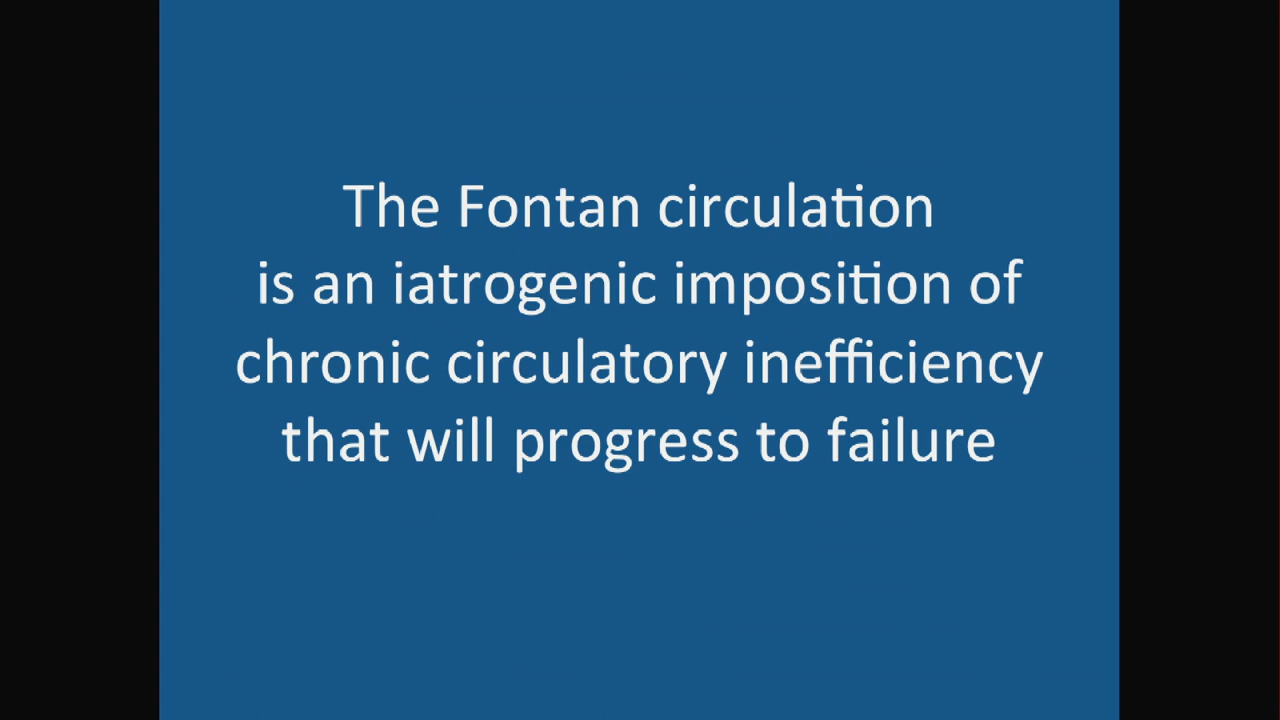 The Fontan circulation
is an iatrogenic imposition of
chronic circulatory inefficiency
that will progress to failure